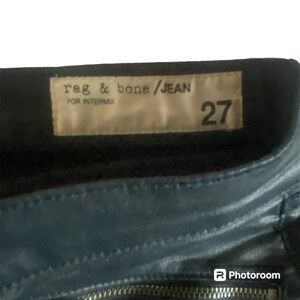 rag & bone /JEAN
FOR INTERMIX
27
Photoroom